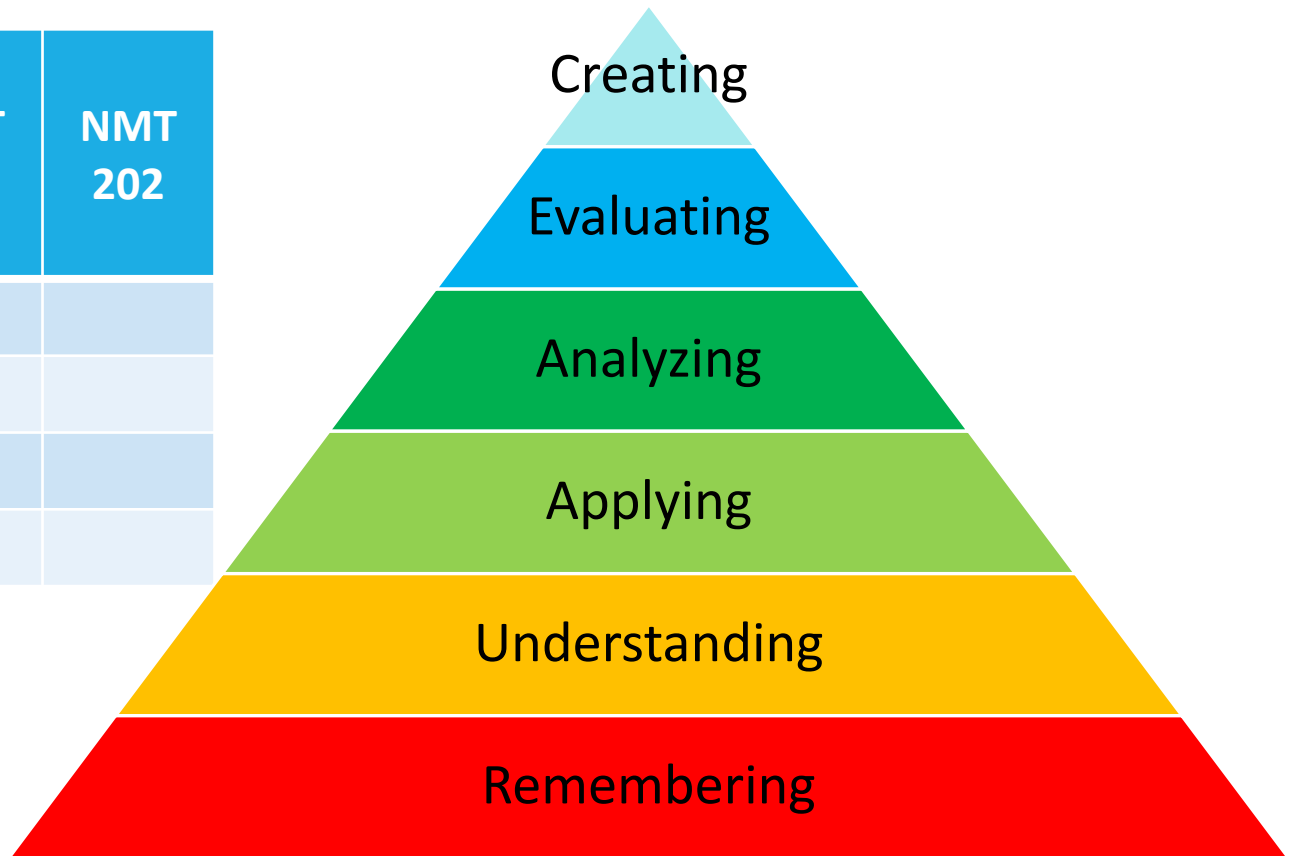 NMT
202
Creating
Evaluating
Analyzing
Applying
Understanding
Remembering